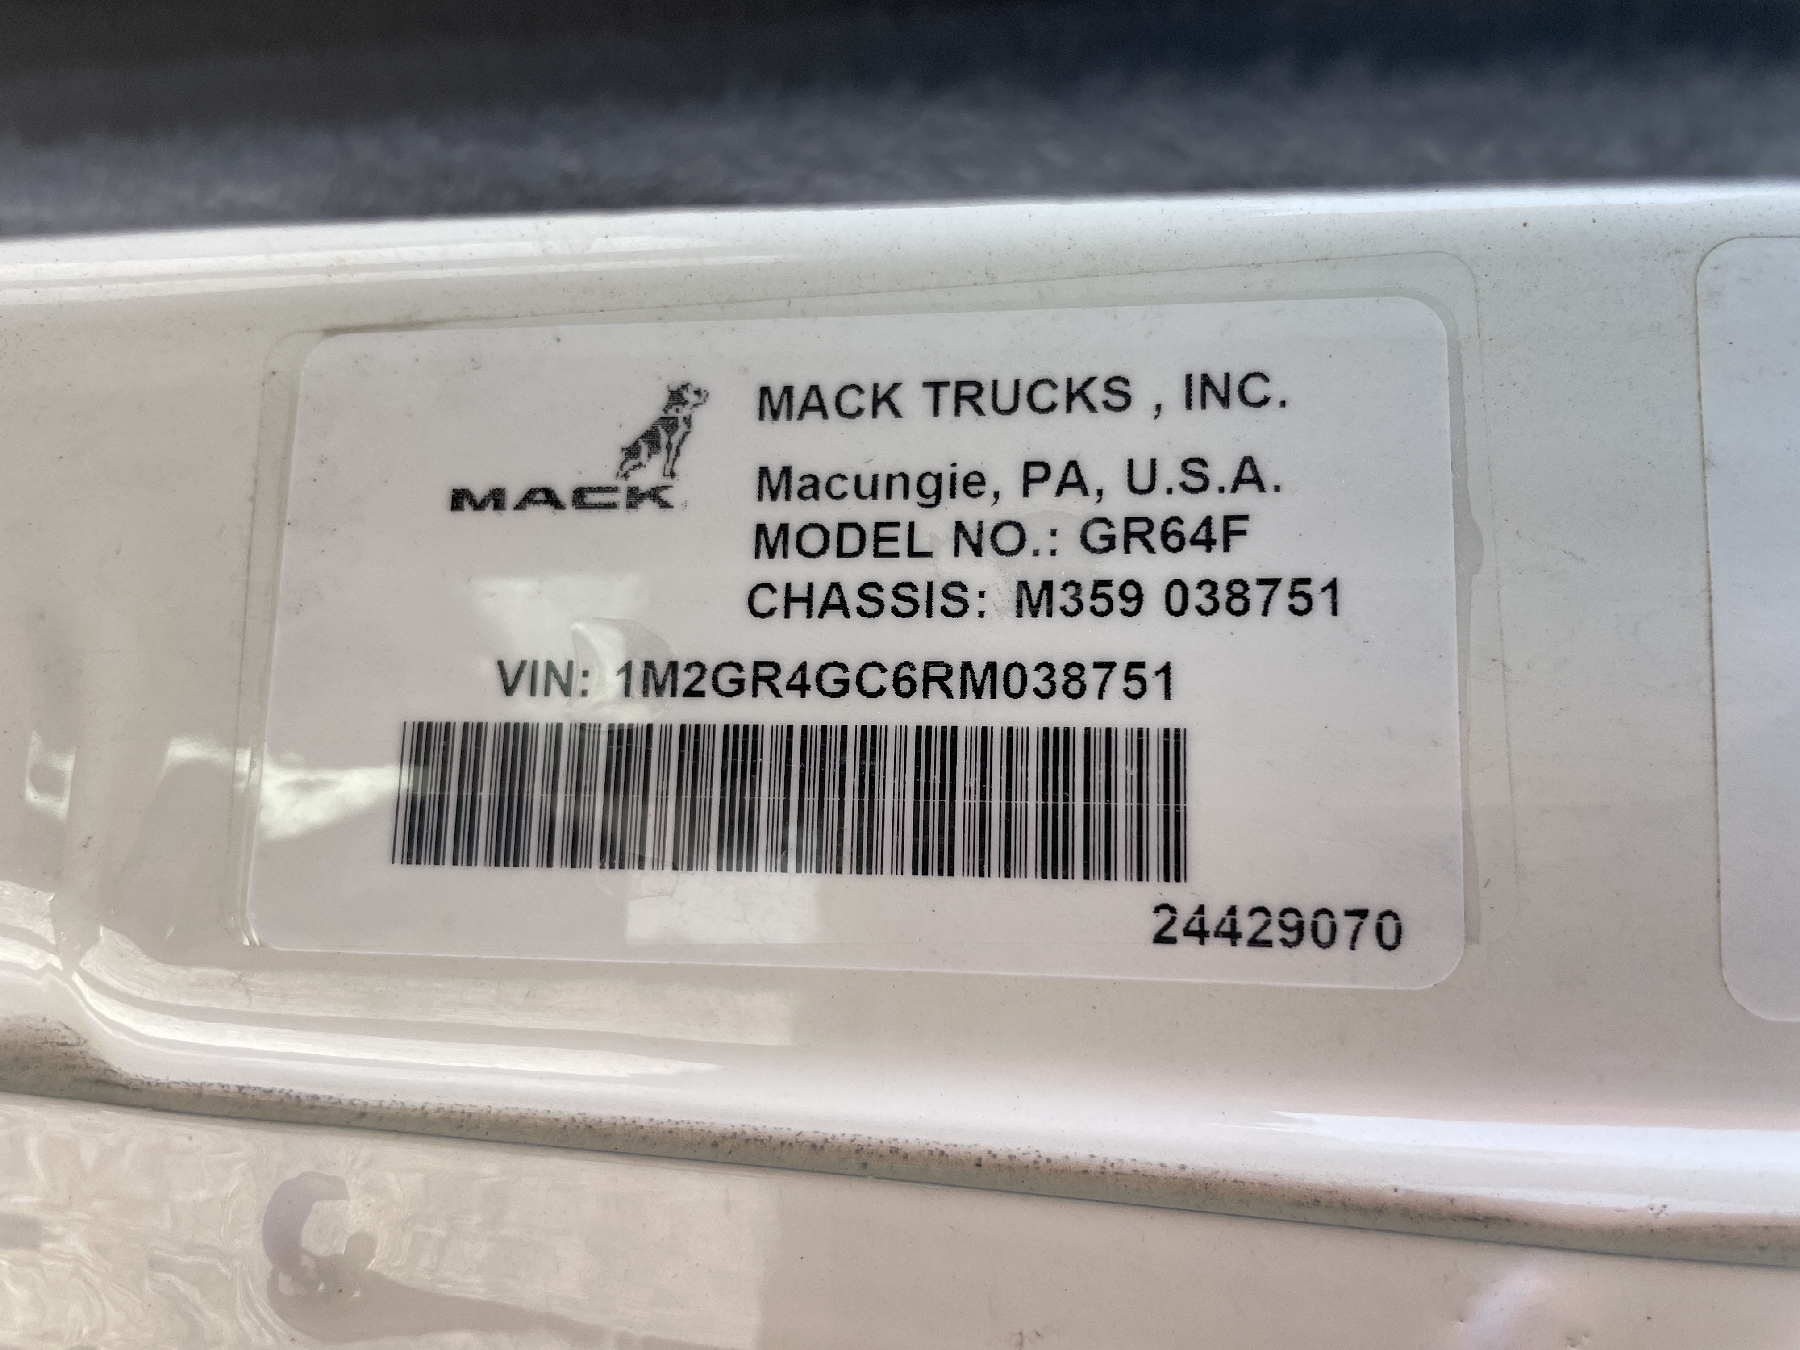 MACK
MACK TRUCKS , INC.
Macungie, PA, U.S.A.
MODEL NO.: GR64F
CHASSIS: M359 038751
VIN: 1M2GR4GC6RM038751
24429070